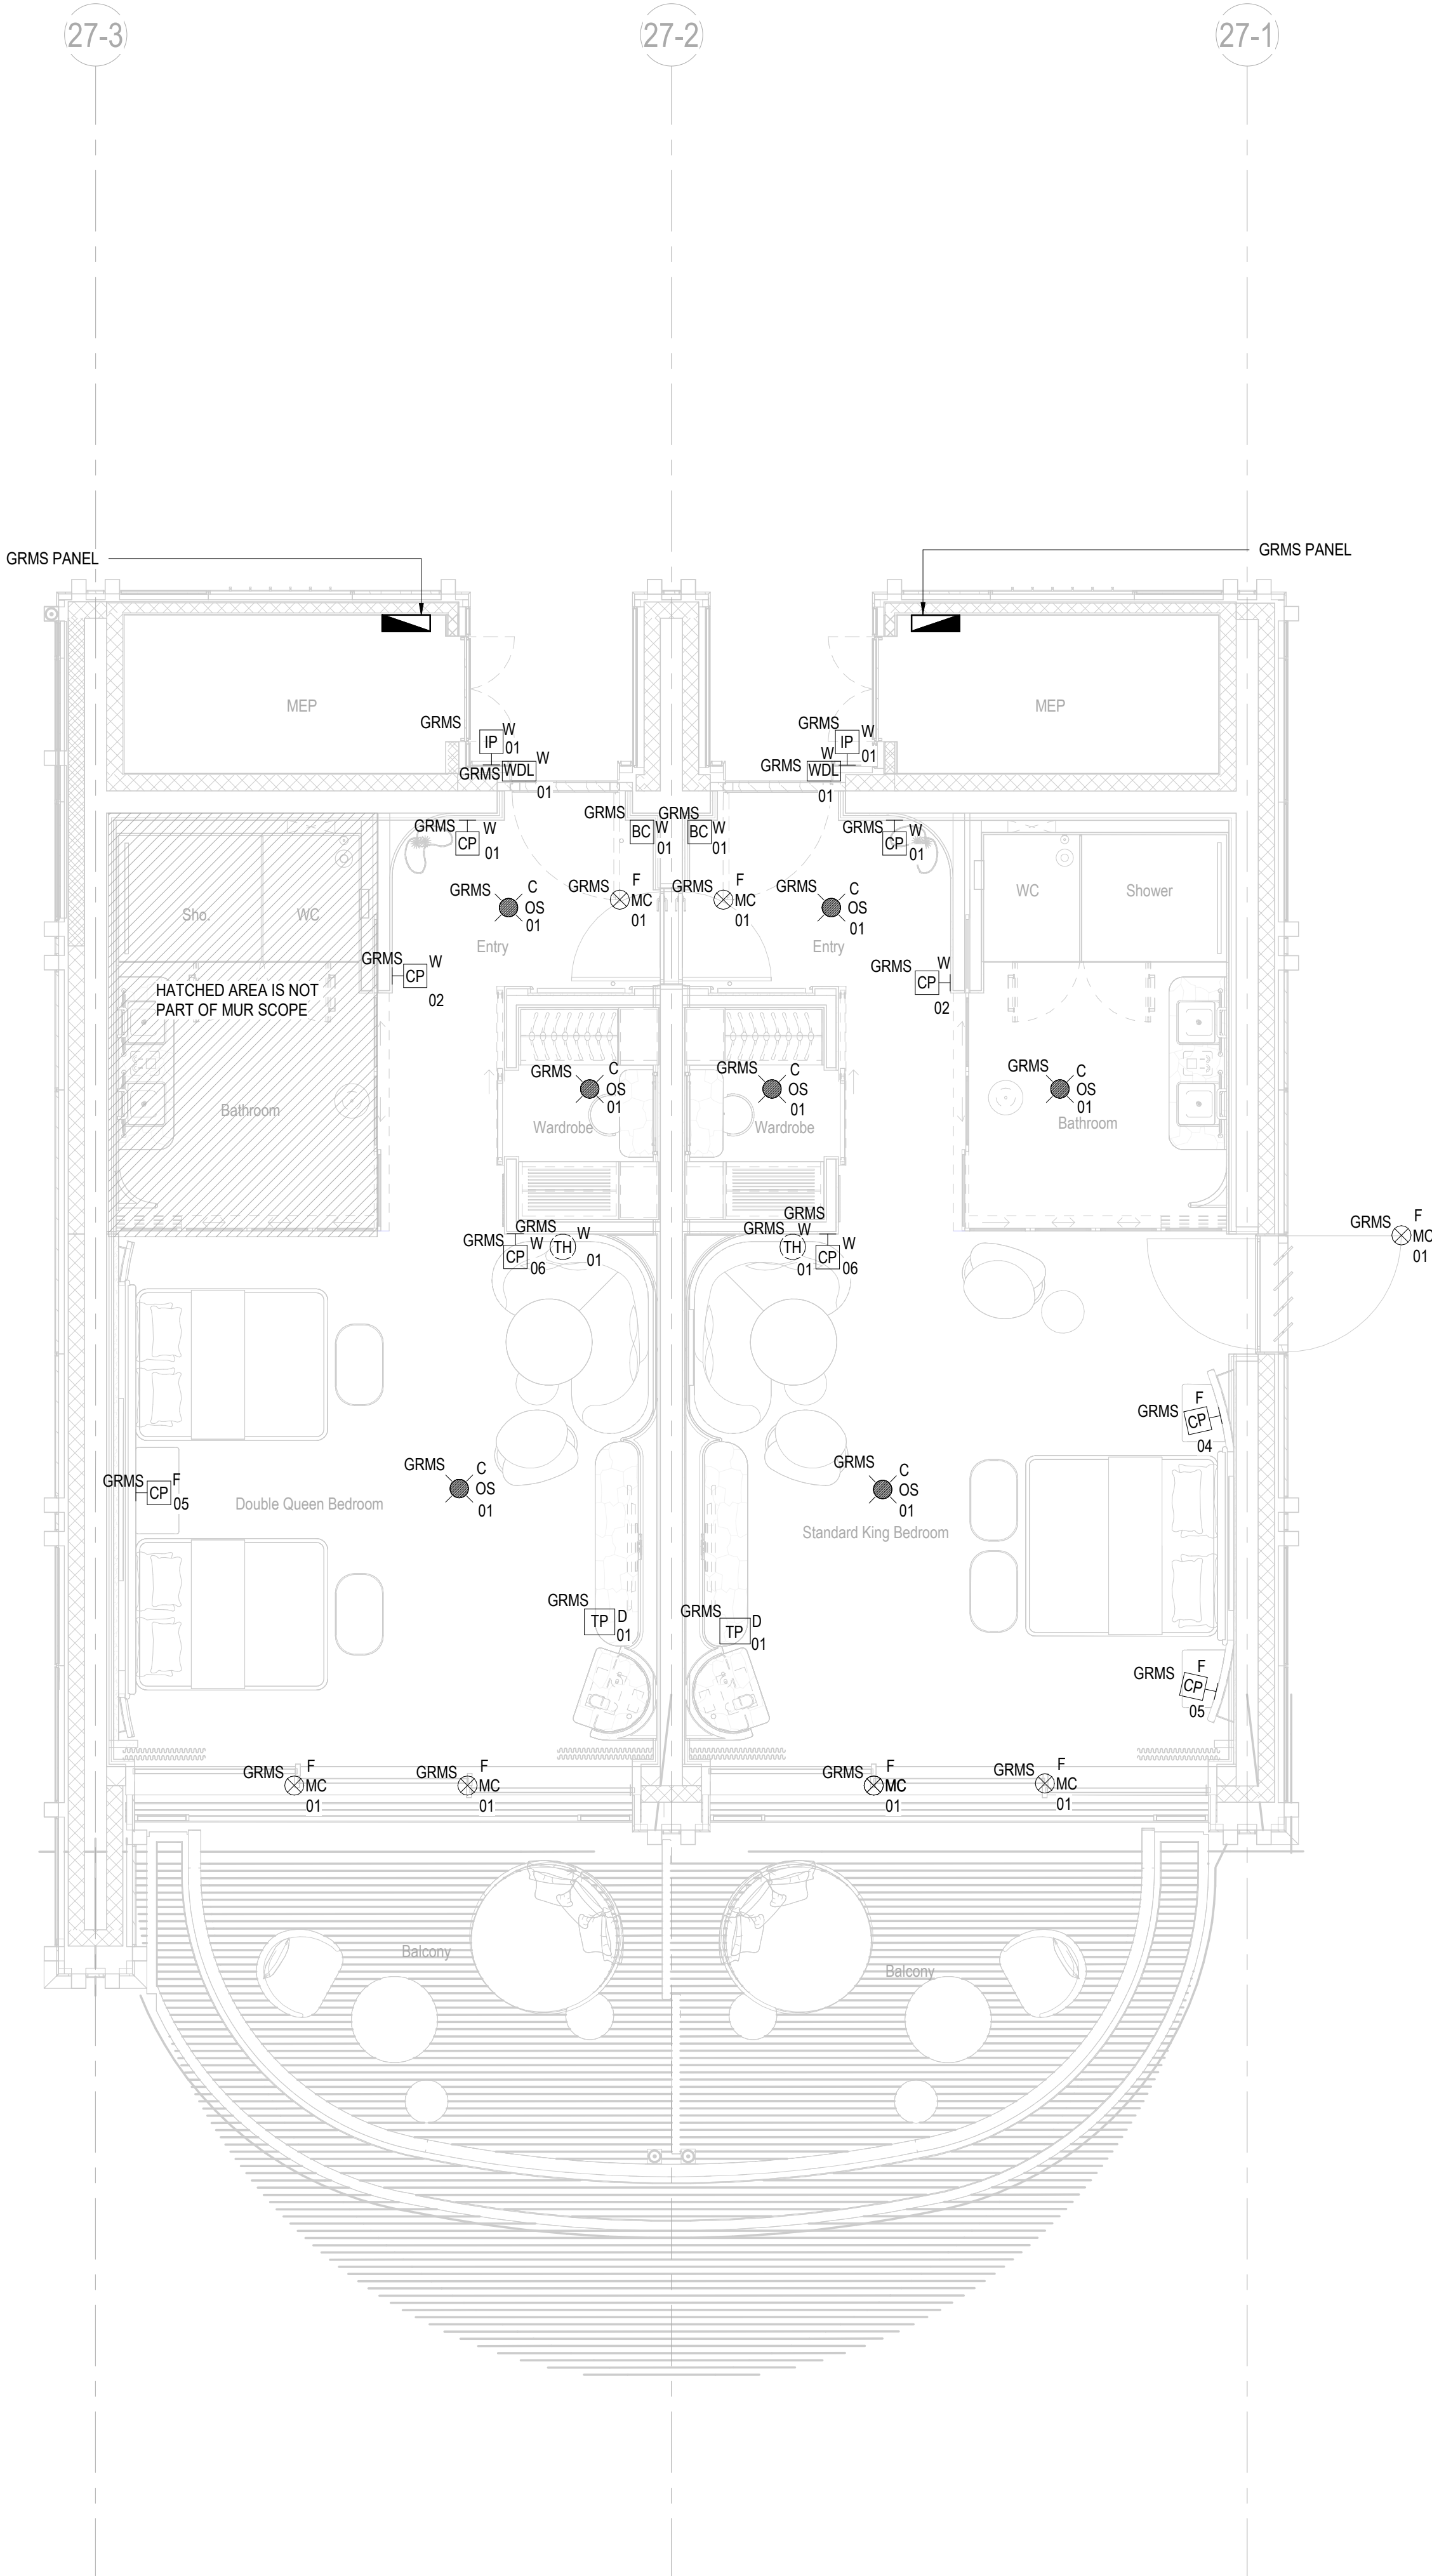 27-3
27-2
27-1
GRMS PANEL
GRMS PANEL
MEP
MEP
GRMS
IP
W
01
GRMS
IP
W
01
GRMS
WDL
W
01
GRMS
WDL
W
01
GRMS
CP
W
01
GRMS
BC
W
01
GRMS
BC
W
01
GRMS
CP
W
01
GRMS
C
OS
01
GRMS
F
MC
01
GRMS
F
MC
01
GRMS
C
OS
01
Sho.
WC
WC
Shower
Entry
Entry
GRMS
CP
W
02
GRMS
CP
W
02
HATCHED AREA IS NOT
PART OF MUR SCOPE
GRMS
C
OS
01
GRMS
C
OS
01
GRMS
C
OS
01
Bathroom
Wardrobe
Wardrobe
Bathroom
GRMS
GRMS
TH
W
01
GRMS
CP
W
06
GRMS
TH
W
01
CP
W
06
GRMS
F
MC
01
GRMS
F
CP
04
GRMS
CP
F
05
Double Queen Bedroom
GRMS
C
OS
01
GRMS
C
OS
01
Standard King Bedroom
GRMS
TP
D
01
GRMS
TP
D
01
GRMS
F
CP
05
GRMS
F
MC
01
GRMS
F
MC
01
GRMS
F
MC
01
GRMS
F
MC
01
Balcony
Balcony